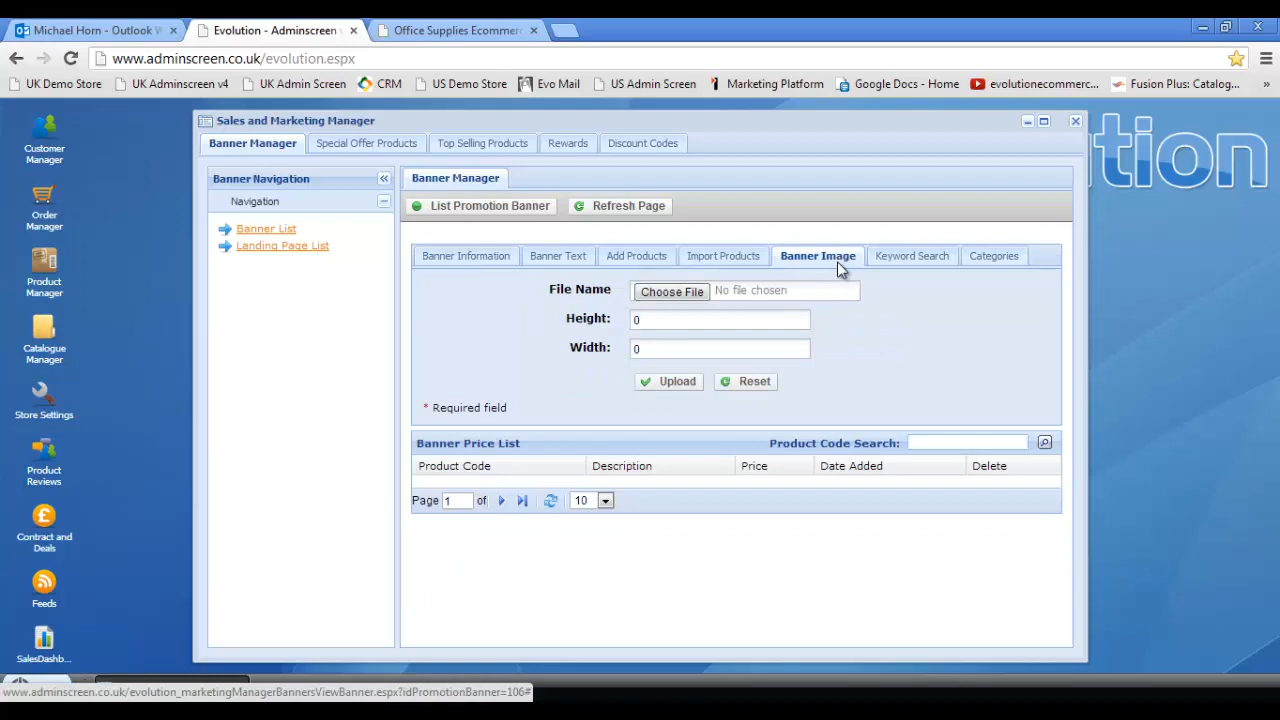 Michael Horn - Outlook W
Evolution - Adminscreen v
Office Supplies Ecommer
www.adminscreen.co.uk/evolution.espx
UK Demo Store
UK Adminscreen v4
UK Admin Screen
CRM
US Demo Store
Evo Mail
US Admin Screen
Marketing Platform
Google Docs - Home
evolutionecommerc...
Fusion Plus: Catalog...
»
Customer Manager
Order Manager
Product Manager
Catalogue Manager
Store Settings
Product Reviews
Contract and Deals
Feeds
SalesDashb...
Sales and Marketing Manager
Banner Manager
Special Offer Products
Top Selling Products
Rewards
Discount Codes
Banner Navigation
Navigation
Banner List
Landing Page List
Banner Manager
List Promotion Banner
Refresh Page
Banner Information
Banner Text
Add Products
Import Products
Banner Image
Keyword Search
Categories
File Name
Choose File No file chosen
Height: 0
Width: 0
Upload
Reset
* Required field
Banner Price List
Product Code Search:
Product Code
Description
Price
Date Added
Delete
Page 1 of
10
www.adminscreen.co.uk/evolution_marketingManagerBannersViewBanner.espx?idPromotionBanner=106#